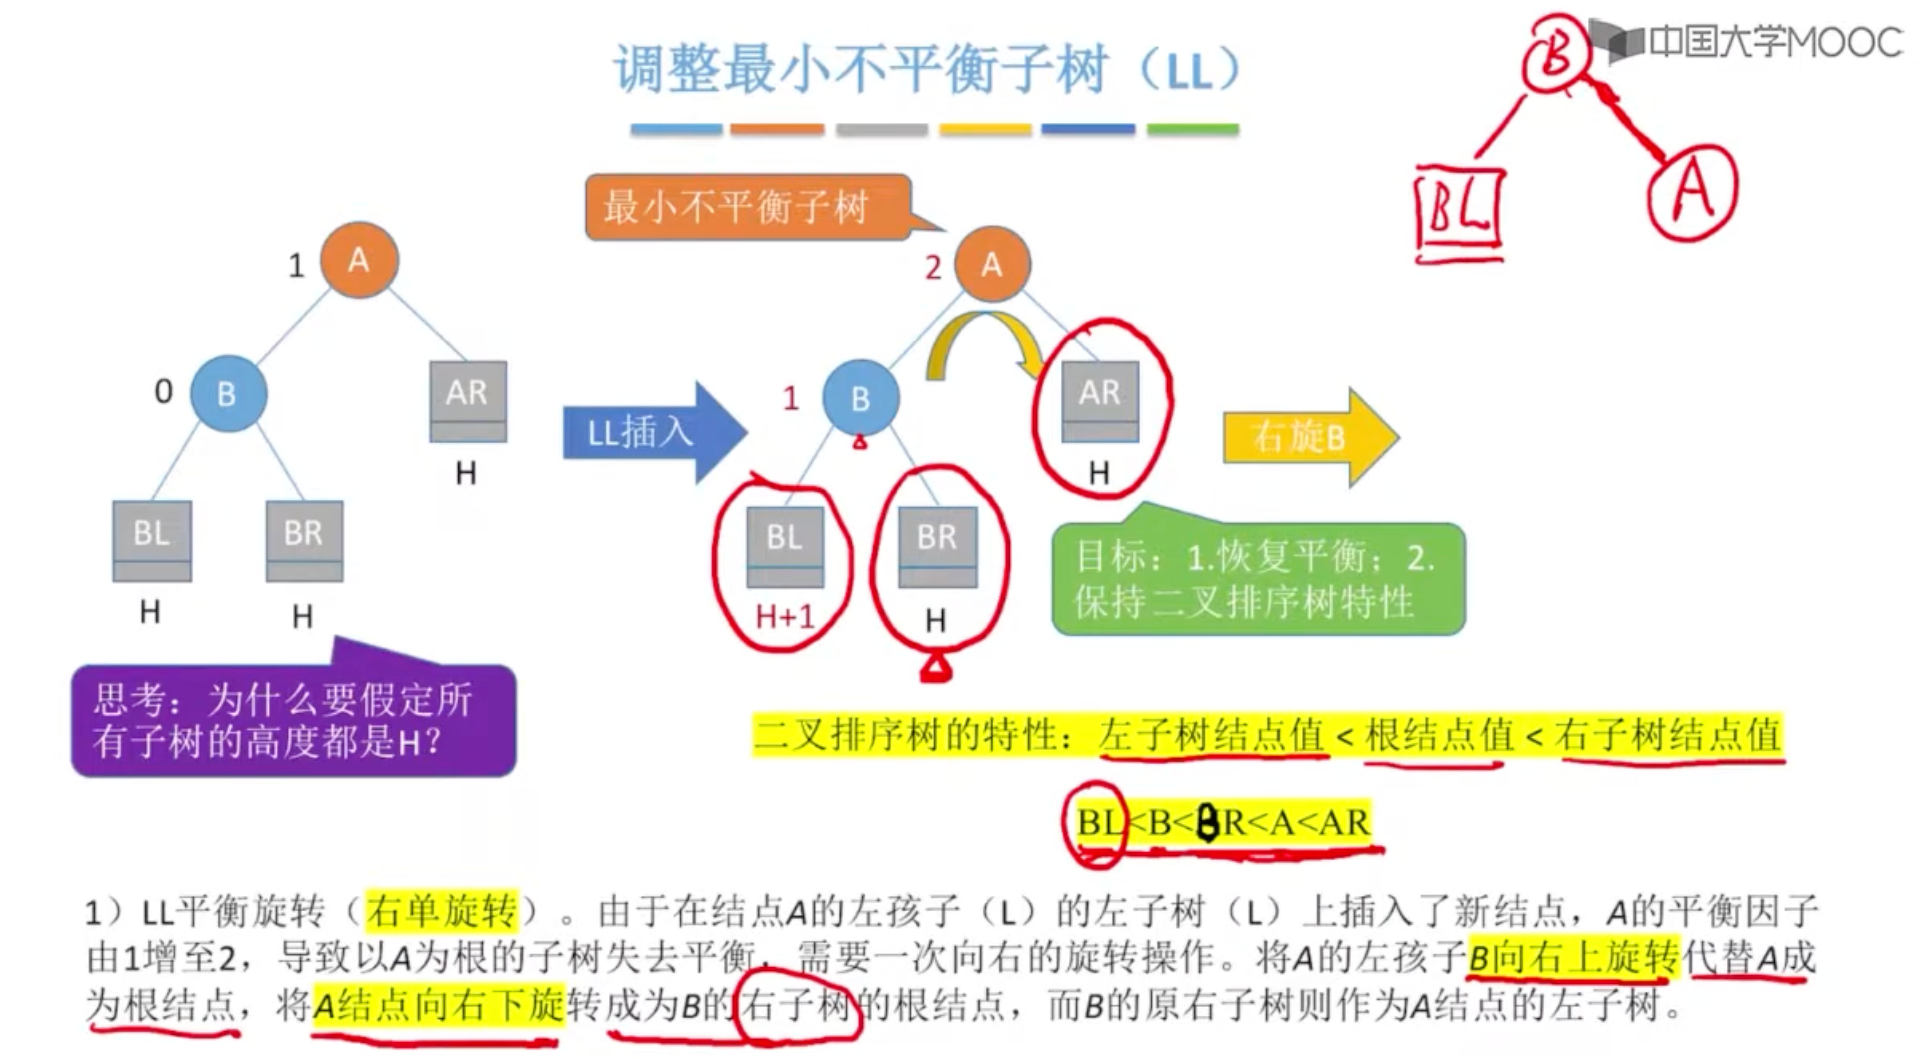 中国大学MOOC
调整最小不平衡子树（LL）
B
BL
A
最小不平衡子树
1
A
0
B
AR
H
BL
BR
H
H
LL插入
2
A
1
B
AR
H
BL
BR
H+1
H
右旋B
目标：1.恢复平衡；2.
保持二叉排序树特性
思考：为什么要假定所
有子树的高度都是H？
二叉排序树的特性：左子树结点值 < 根结点值 < 右子树结点值
BL<B<BR<A<AR
1）LL平衡旋转（右单旋转）。由于在结点A的左孩子（L）的左子树（L）上插入了新结点，A的平衡因子
由1增至2，导致以A为根的子树失去平衡，需要一次向右的旋转操作。将A的左孩子B向右上旋转代替A成
为根结点，将A结点向右下旋转成为B的右子树的根结点，而B的原右子树则作为A结点的左子树。